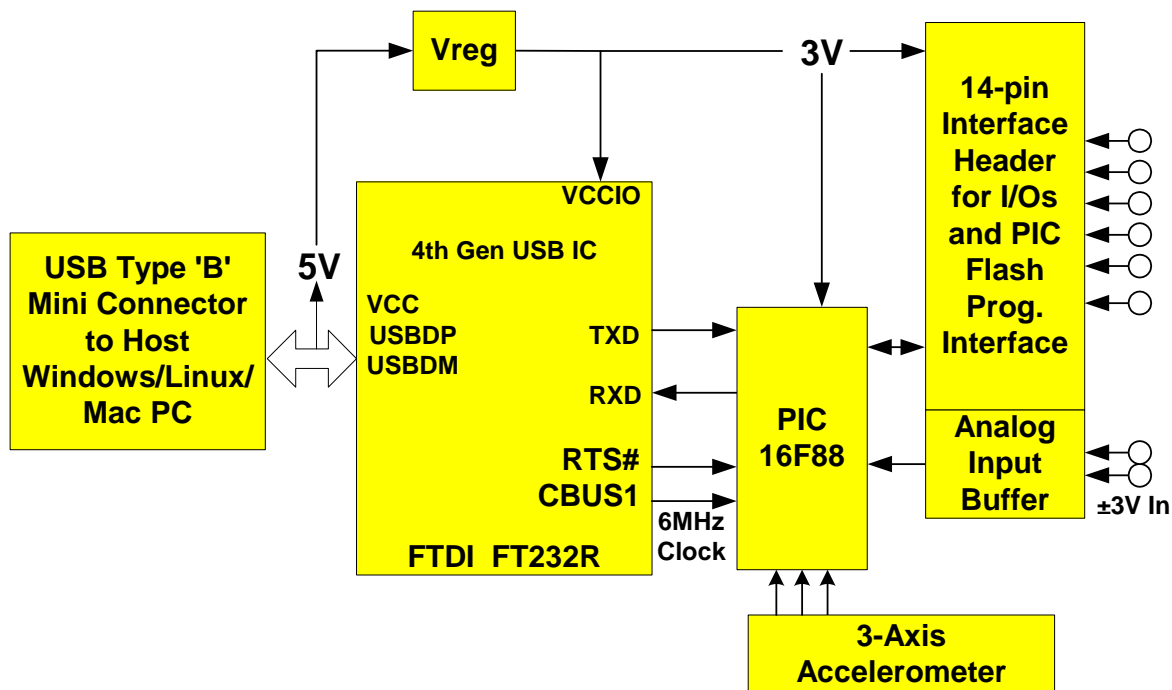 Vreg
3V
14-pin
Interface
Header
for I/Os
and PIC
Flash
Prog.
Interface
VCCIO
4th Gen USB IC
USB Type 'B'
Mini Connector
to Host
Windows/Linux/
Mac PC
5V
VCC
USBDP
USBDM
TXD
RXD
RTS#
CBUS1
FTDI FT232R
6MHz
Clock
PIC
16F88
Analog
Input
Buffer
±3V In
3-Axis
Accelerometer